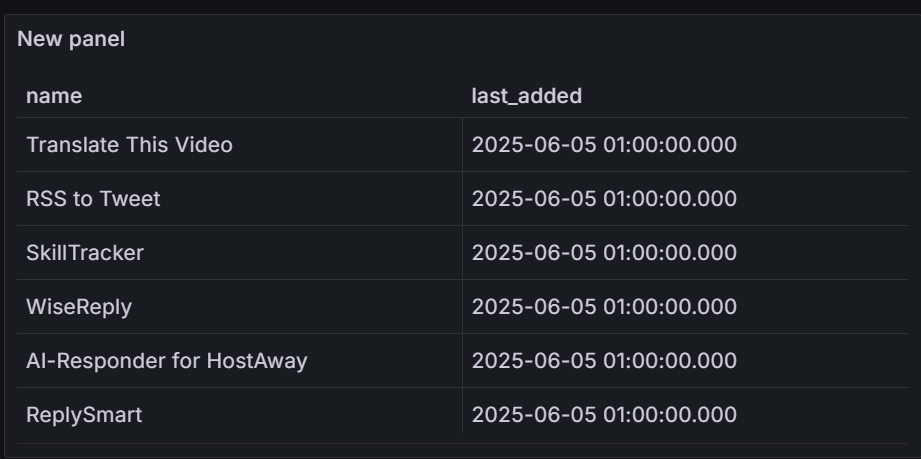 New panel
name last_added
Translate This Video 2025-06-05 01:00:00.000
RSS to Tweet 2025-06-05 01:00:00.000
SkillTracker 2025-06-05 01:00:00.000
WiseReply 2025-06-05 01:00:00.000
AI-Responder for HostAway 2025-06-05 01:00:00.000
ReplySmart 2025-06-05 01:00:00.000